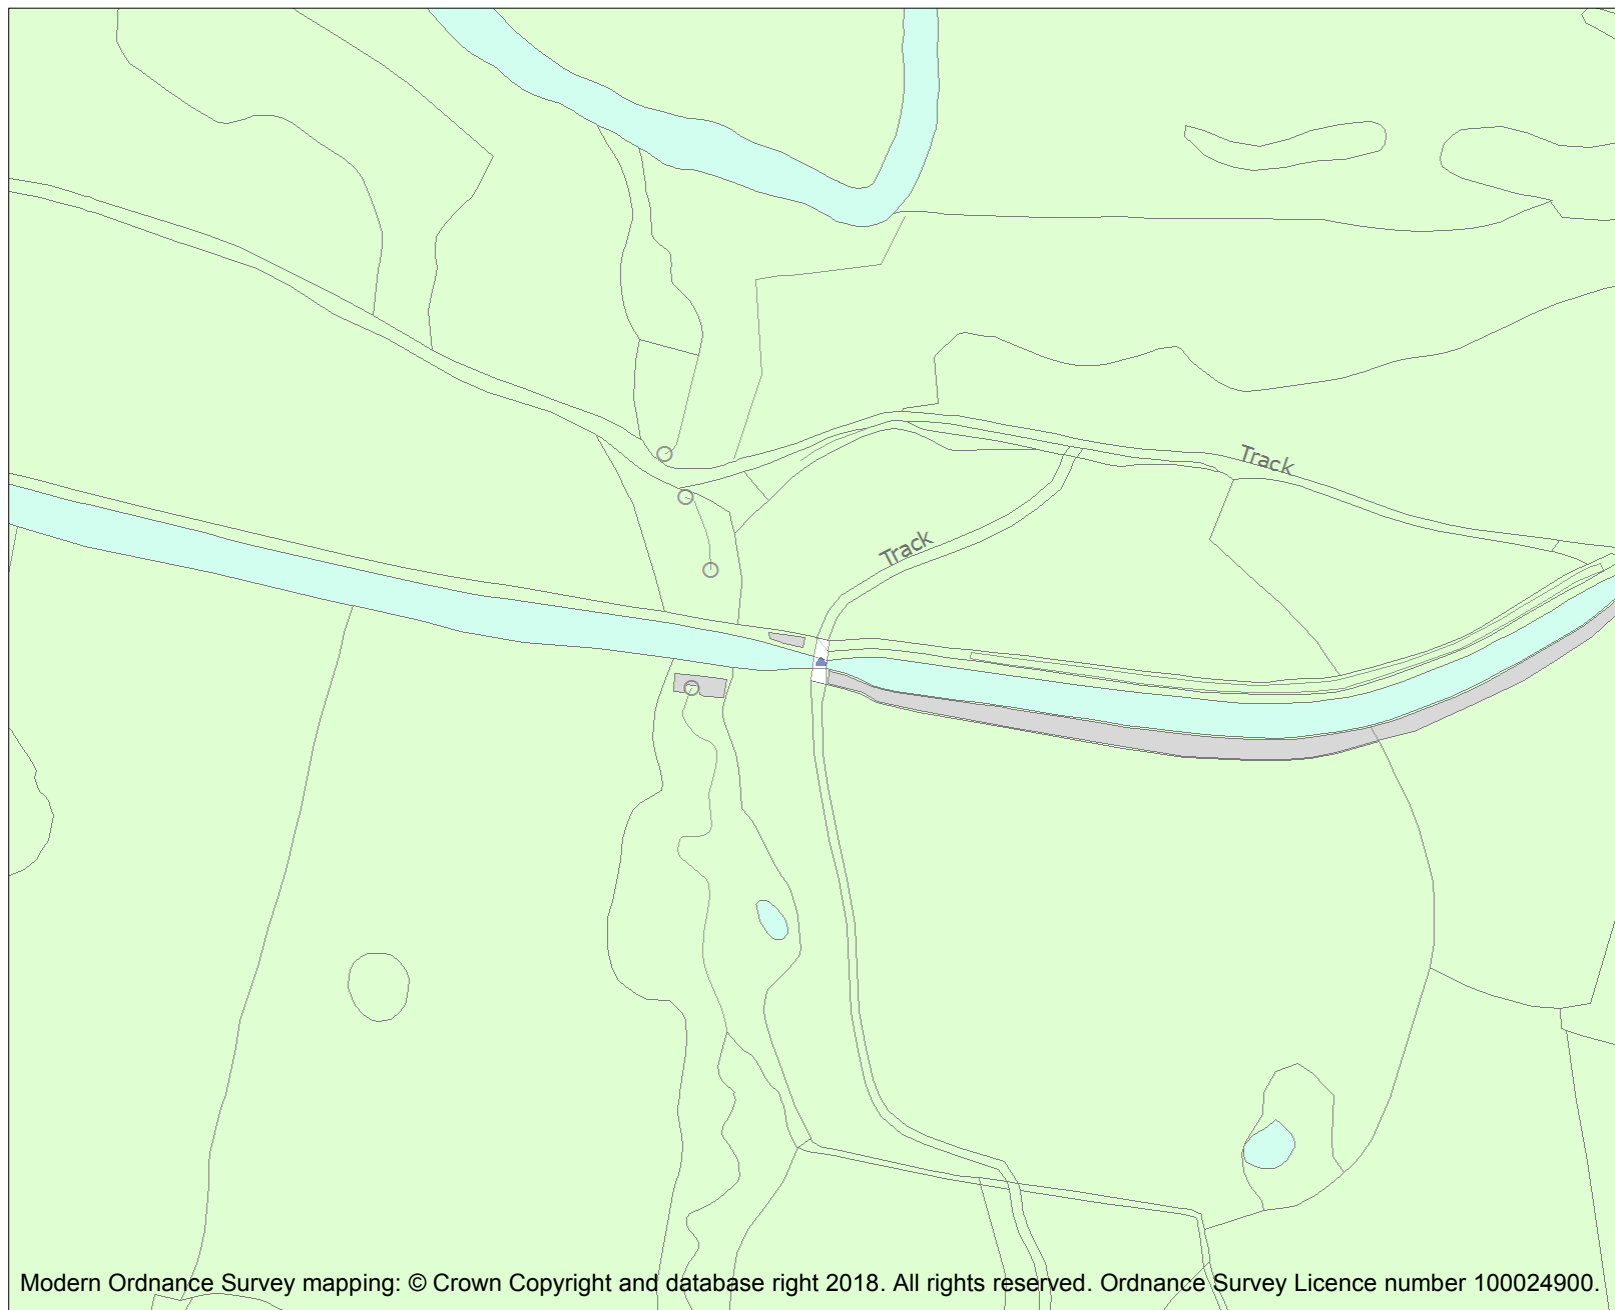 Track
Track
Modern Ordnance Survey mapping: © Crown Copyright and database right 2018. All rights reserved. Ordnance Survey Licence number 100024900.